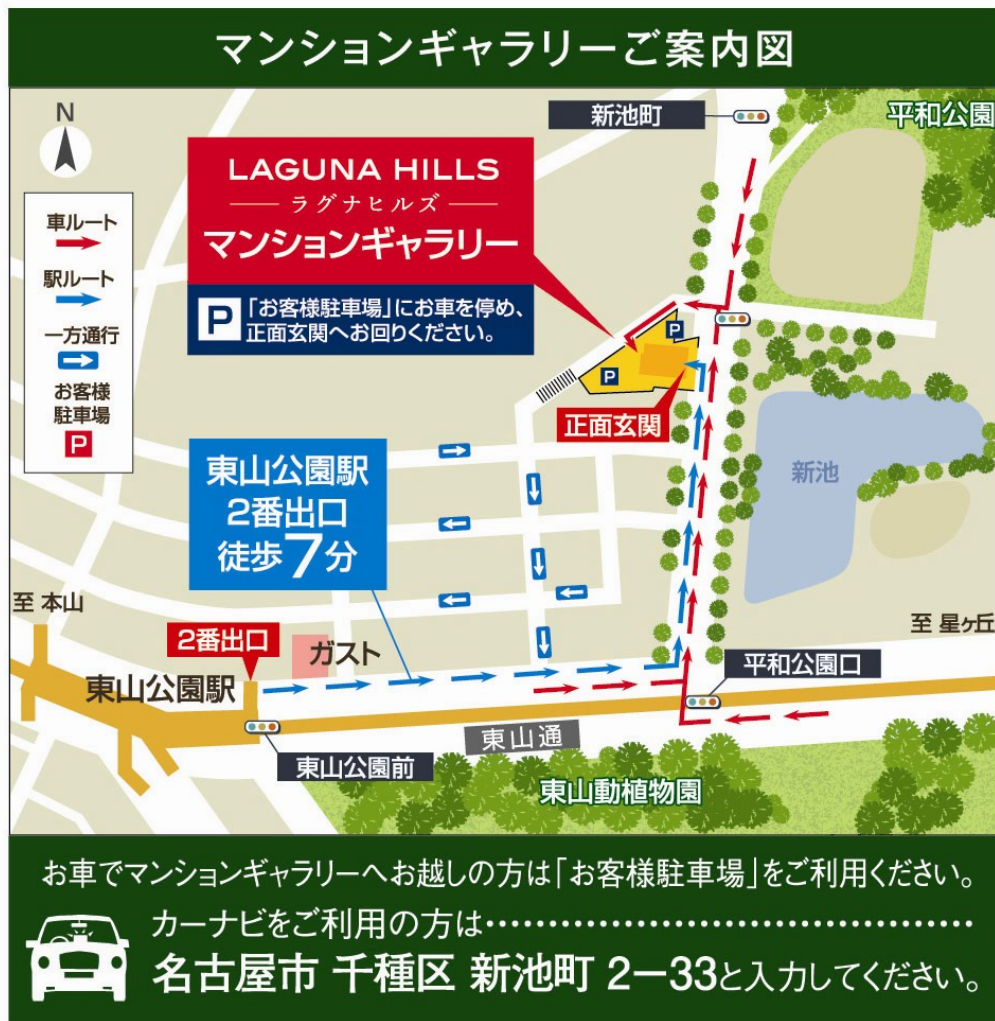 マンションギャラリーご案内図
N
車ルート
駅ルート
一方通行
お客様
駐車場
P
LAGUNA HILLS
ラグナヒルズ
マンションギャラリー
P
「お客様駐車場」にお車を停め、
正面玄関へお回りください。
新池町
平和公園
P
P
正面玄関
新池
東山公園駅
2番出口
徒歩7分
至 本山
至 星ヶ丘
2番出口
ガスト
東山公園駅
平和公園口
東山通
東山公園前
東山動植物園
お車でマンションギャラリーへお越しの方は「お客様駐車場」をご利用ください。
カーナビをご利用の方は……………………………………
名古屋市 千種区 新池町 2ー33と入力してください。